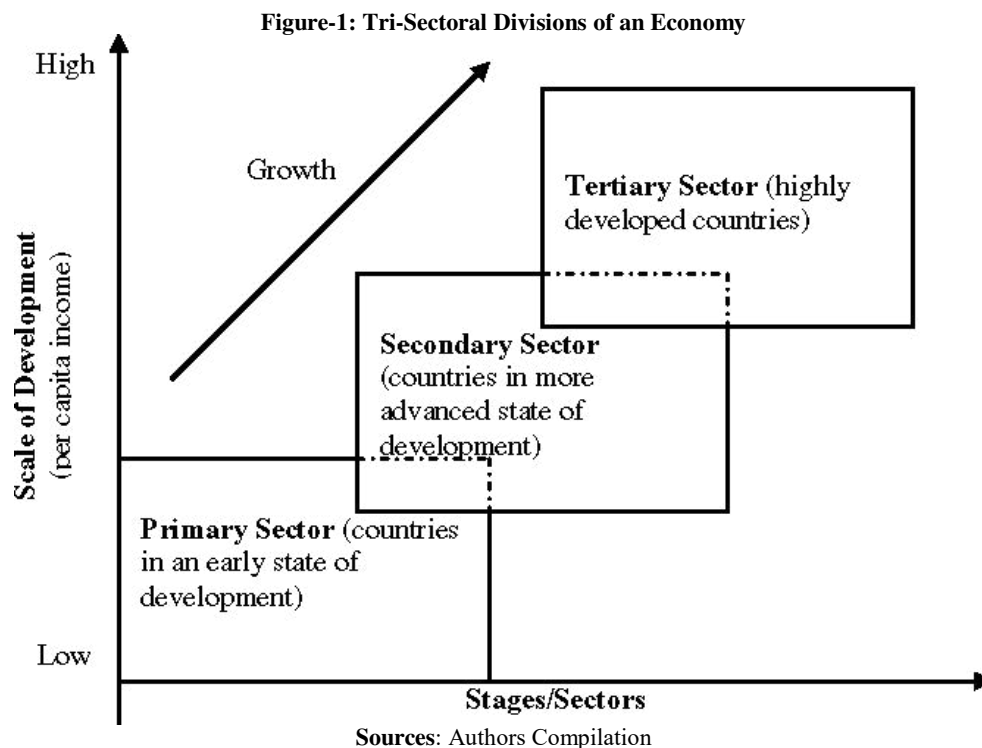 Figure-1: Tri-Sectoral Divisions of an Economy
High
Growth
Tertiary Sector (highly
developed countries)
Scale of Development
(per capita income)
Secondary Sector
(countries in more
advanced state of
development)
Primary Sector (countries
in an early state of
development)
Low
Stages/Sectors
Sources: Authors Compilation